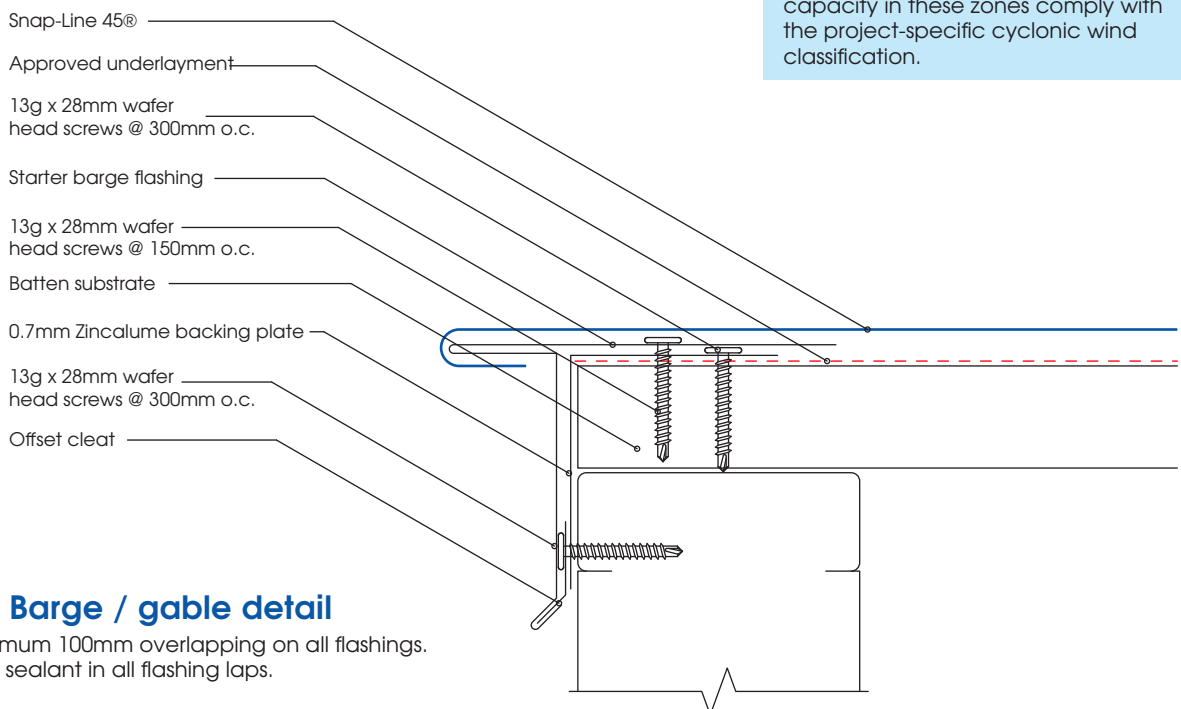 Snap-Line 45®
Approved underlayment
13g x 28mm wafer
head screws @ 300mm o.c.
Starter barge flashing
13g x 28mm wafer
head screws @ 150mm o.c.
Batten substrate
0.7mm Zincalume backing plate
13g x 28mm wafer
head screws @ 300mm o.c.
Offset cleat
capacity in these zones comply with
the project-specific cyclonic wind
classification.
Barge / gable detail
100mm overlapping on all flashings.
sealant in all flashing laps.